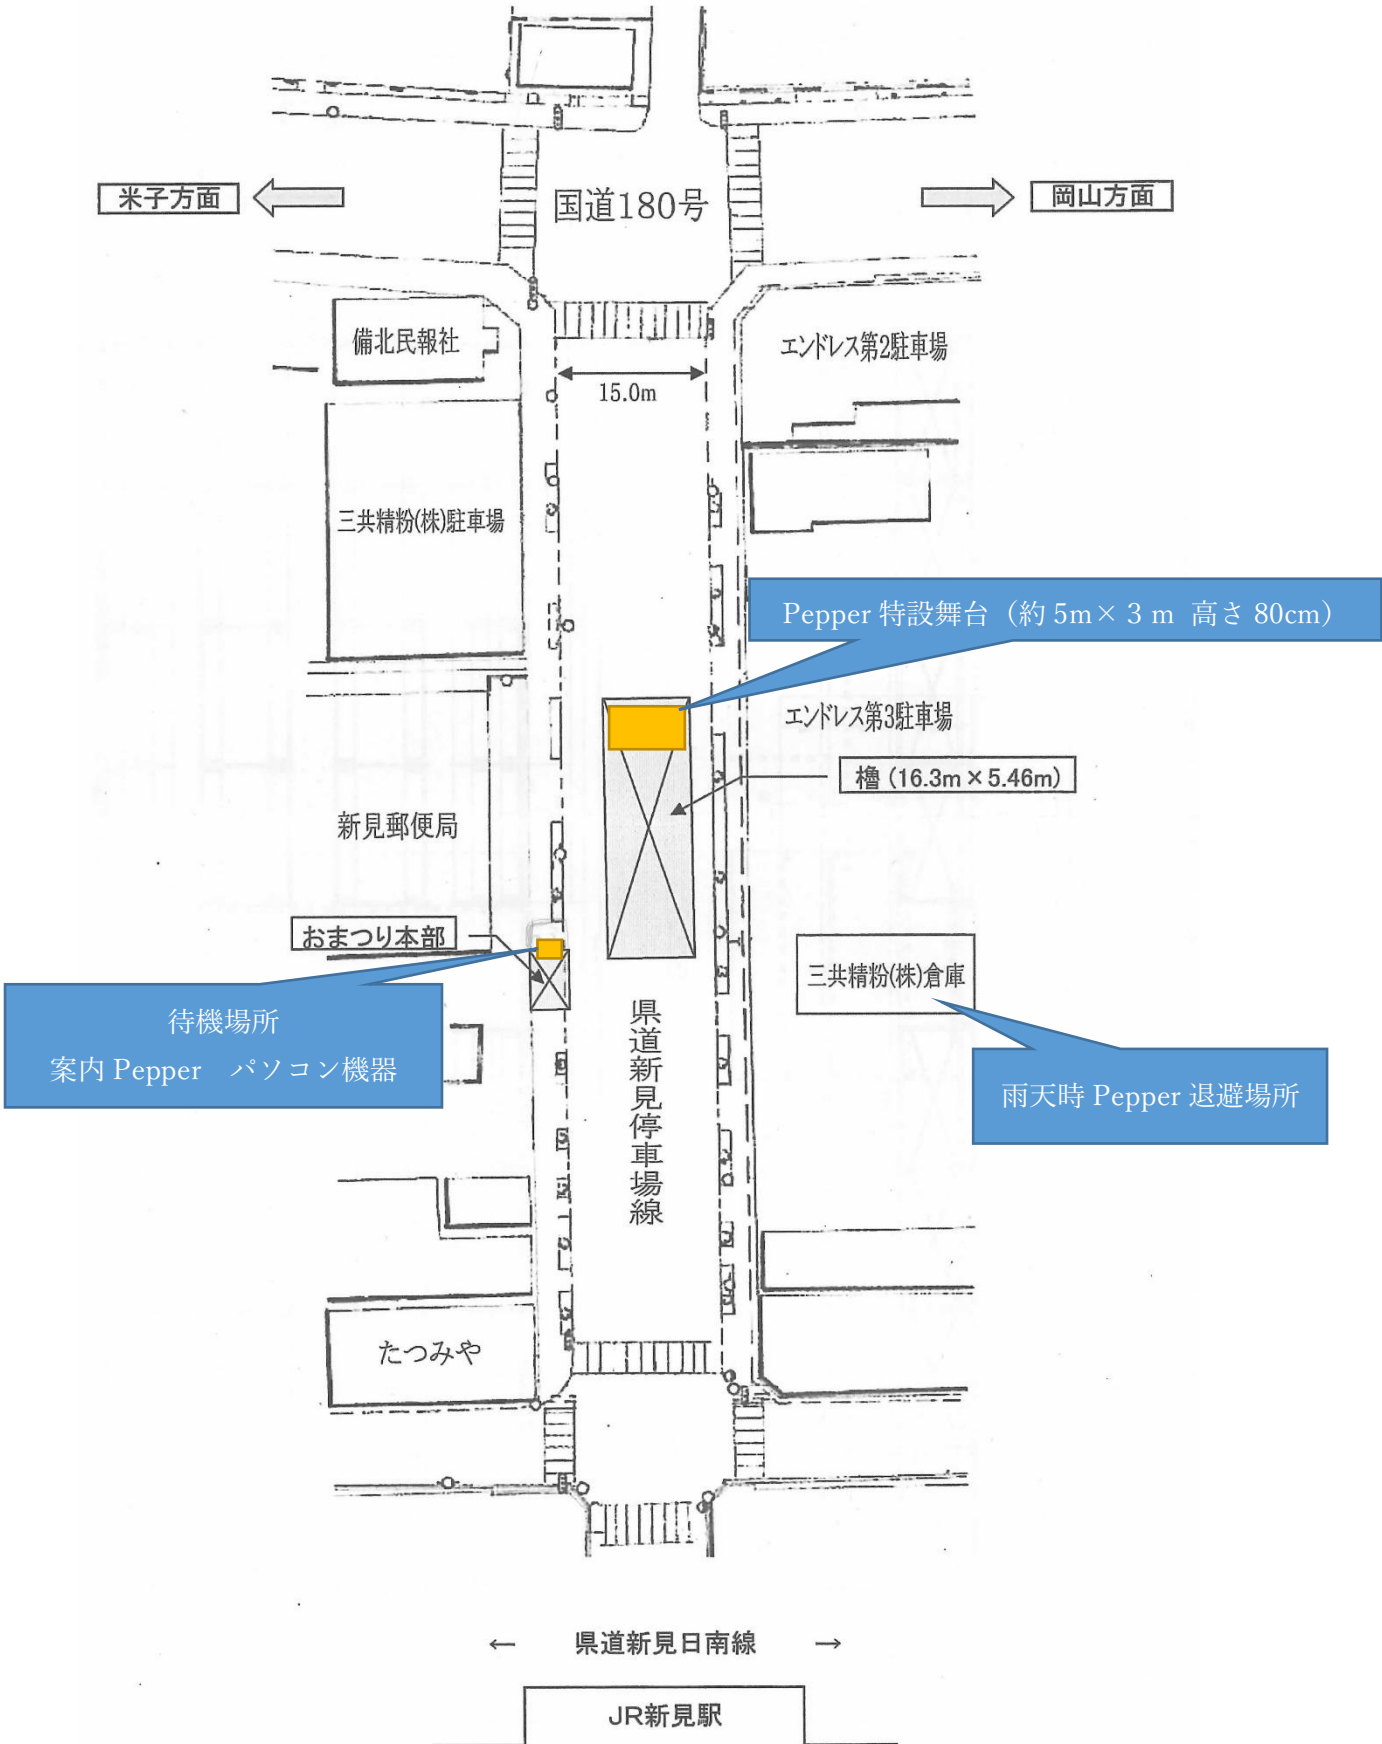 米子方面
国道180号
岡山方面
備北民報社
エンドレス第2駐車場
15.0m
三共精粉(株)駐車場
Pepper 特設舞台（約 5m×３ｍ 高さ 80cm）
エンドレス第3駐車場
櫓 (16.3m×5.46m)
新見郵便局
おまつり本部
三共精粉(株)倉庫
待機場所
案内 Pepper　パソコン機器
県道新見停車場線
雨天時 Pepper 退避場所
たつみや
← 県道新見日南線 →
JR新見駅